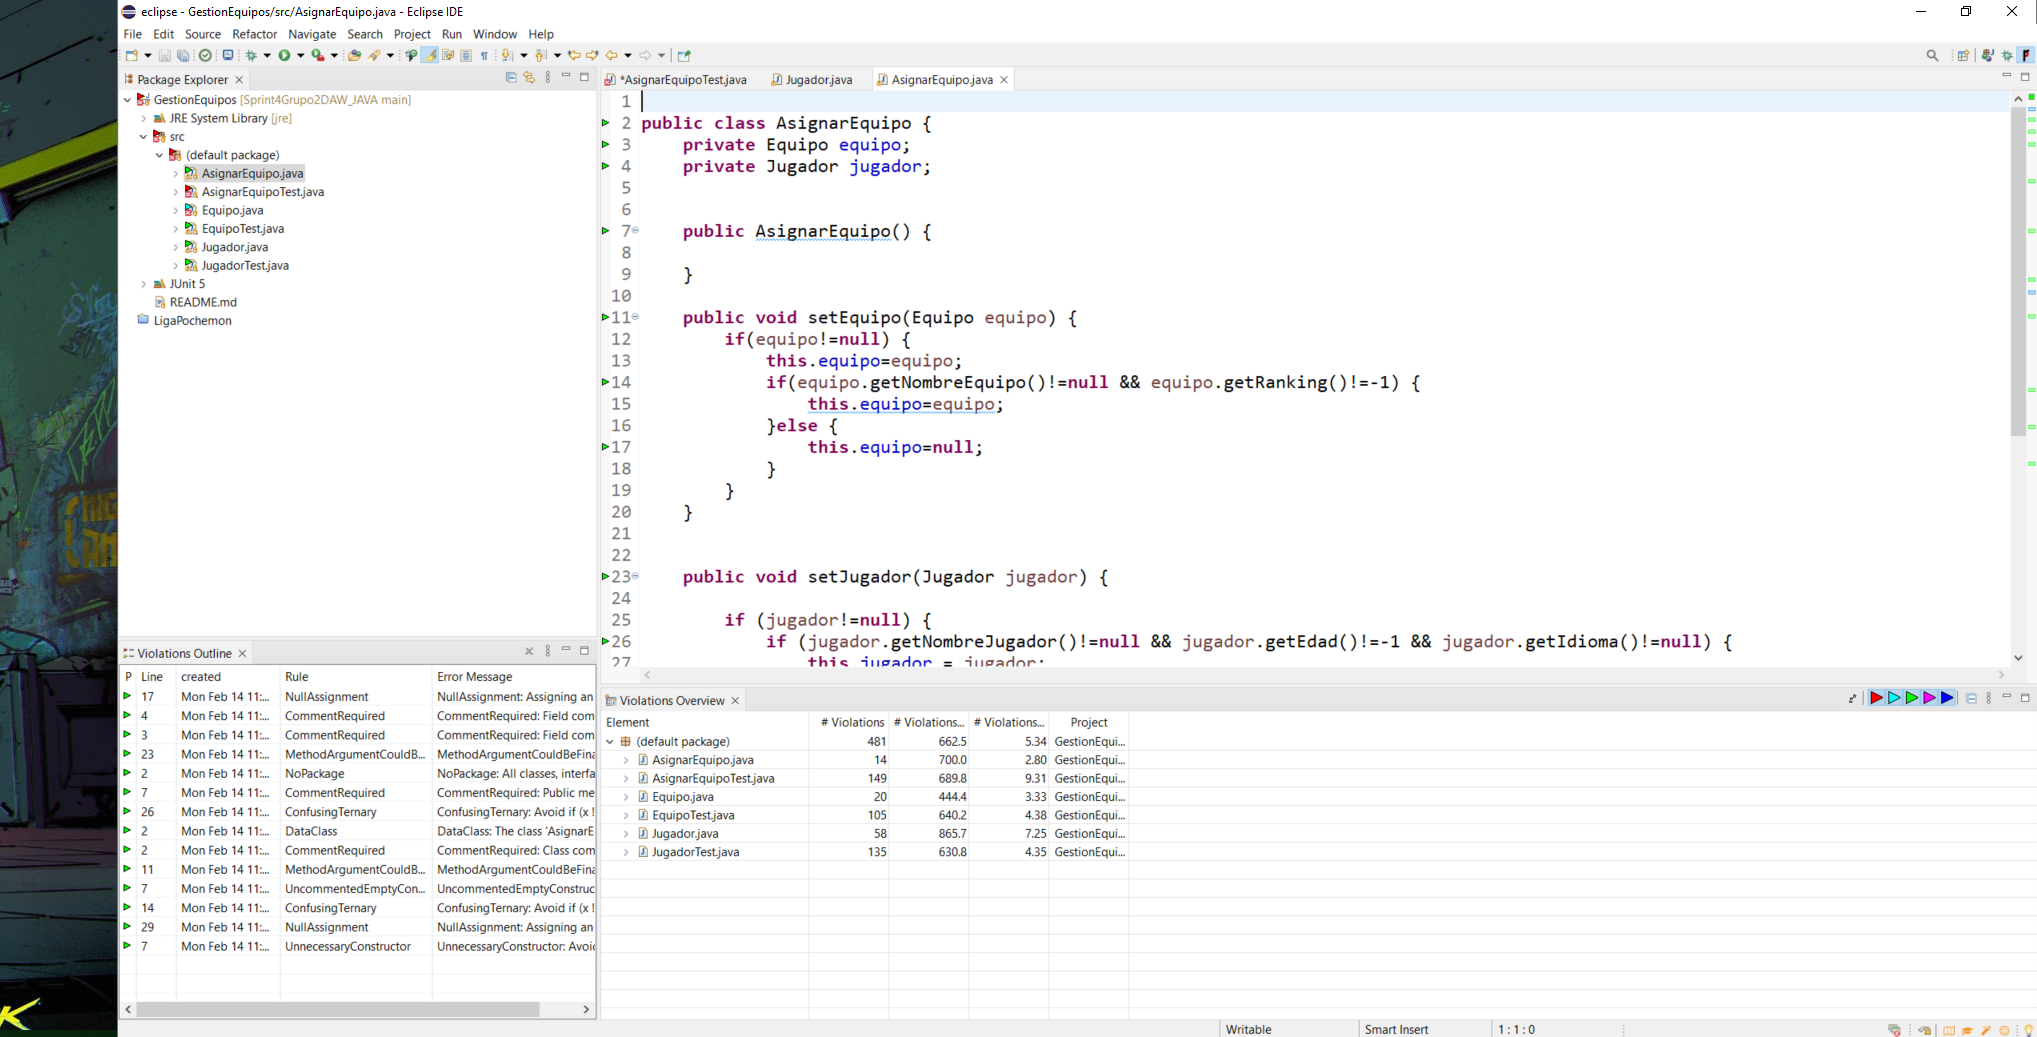 eclipse - GestionEquipos/src/AsignarEquipo.java - Eclipse IDE
File Edit Source Refactor Navigate Search Project Run Window Help
Package Explorer
GestionEquipos [Sprint4Grupo2DAW_JAVA main]
JRE System Library [jre]
src
(default package)
AsignarEquipo.java
AsignarEquipoTest.java
Equipo.java
EquipoTest.java
Jugador.java
JugadorTest.java
JUnit 5
README.md
LigaPochemon
*AsignarEquipoTest.java Jugador.java AsignarEquipo.java
1
2 public class AsignarEquipo {
3 private Equipo equipo;
4 private Jugador jugador;
5
6
7 public AsignarEquipo() {
8
9 }
10
11 public void setEquipo(Equipo equipo) {
12 if(equipo!=null) {
13 this.equipo=equipo;
14 if(equipo.getNombreEquipo()!=null && equipo.getRanking()!=-1) {
15 this.equipo=equipo;
16 }else {
17 this.equipo=null;
18 }
19 }
20 }
21
22
23 public void setJugador(Jugador jugador) {
24
25 if (jugador!=null) {
26 if (jugador.getNombreJugador()!=null && jugador.getEdad()!=-1 && jugador.getIdioma()!=null) {
27 this.jugador = jugador;
Violations Outline
P Line created Rule Error Message
17 Mon Feb 14 11:... NullAssignment NullAssignment: Assigning an
4 Mon Feb 14 11:... CommentRequired CommentRequired: Field com
3 Mon Feb 14 11:... CommentRequired CommentRequired: Field com
23 Mon Feb 14 11:... MethodArgumentCouldB... MethodArgumentCouldBeFina
2 Mon Feb 14 11:... NoPackage NoPackage: All classes, interfa
7 Mon Feb 14 11:... CommentRequired CommentRequired: Public me
26 Mon Feb 14 11:... ConfusingTernary ConfusingTernary: Avoid if (x !
2 Mon Feb 14 11:... DataClass DataClass: The class 'AsignarE
2 Mon Feb 14 11:... CommentRequired CommentRequired: Class com
11 Mon Feb 14 11:... MethodArgumentCouldB... MethodArgumentCouldBeFina
7 Mon Feb 14 11:... UncommentedEmptyCon... UncommentedEmptyConstruc
14 Mon Feb 14 11:... ConfusingTernary ConfusingTernary: Avoid if (x !
29 Mon Feb 14 11:... NullAssignment NullAssignment: Assigning an
7 Mon Feb 14 11:... UnnecessaryConstructor UnnecessaryConstructor: Avoid
Violations Overview
Element # Violations # Violations... # Violations... Project
(default package) 481 662.5 5.34 GestionEqui...
AsignarEquipo.java 14 700.0 2.80 GestionEqui...
AsignarEquipoTest.java 149 689.8 9.31 GestionEqui...
Equipo.java 20 444.4 3.33 GestionEqui...
EquipoTest.java 105 640.2 4.38 GestionEqui...
Jugador.java 58 865.7 7.25 GestionEqui...
JugadorTest.java 135 630.8 4.35 GestionEqui...
Writable Smart Insert 1 : 1 : 0